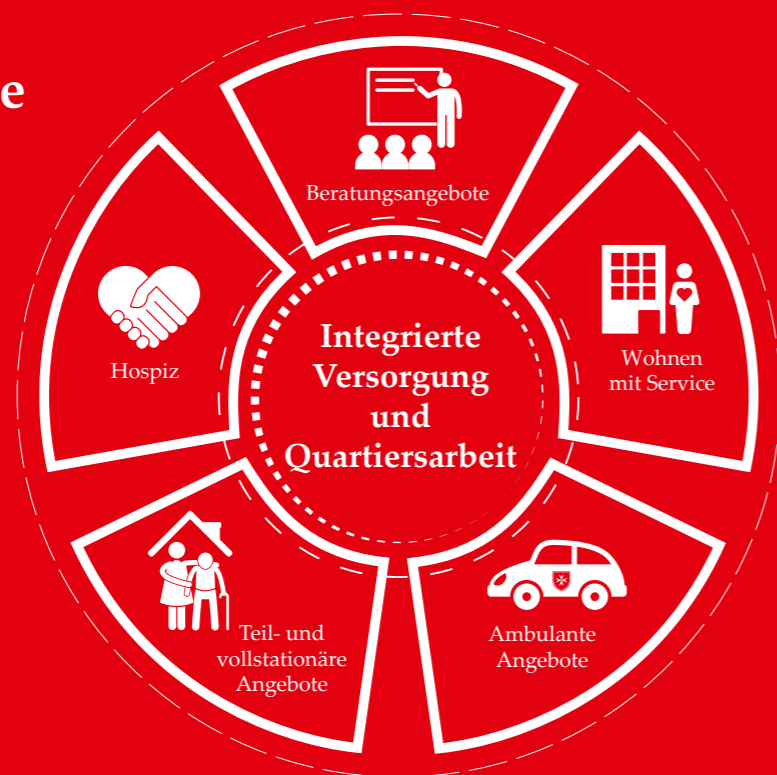 e
Beratungsangebote
Hospiz
Integrierte
Versorgung
und
Quartiersarbeit
Wohnen
mit Service
Teil- und
vollstationäre
Angebote
Ambulante
Angebote